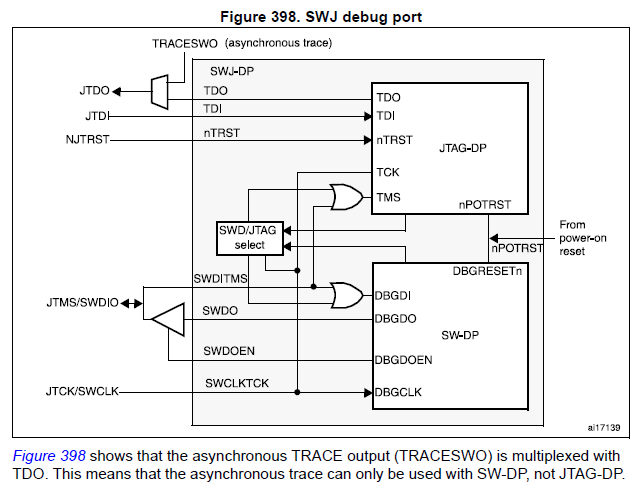 Figure 398. SWJ debug port
TRACESWO (asynchronous trace)
SWJ-DP
JTDO
TDO
TDO
JTDI
TDI
TDI
NJTRST
nTRST
nTRST
JTAG-DP
TCK
TMS
nPOTRST
SWD/JTAG
select
From
power-on
reset
nPOTRST
DBGRESETn
SWDITMS
JTMS/SWDIO
DBGDI
SWDO
DBGDO
SW-DP
SWDOEN
DBGDOEN
JTCK/SWCLK
SWCLKTCK
DBGCLK
ai17139
Figure 398 shows that the asynchronous TRACE output (TRACESWO) is multiplexed with
TDO. This means that the asynchronous trace can only be used with SW-DP, not JTAG-DP.